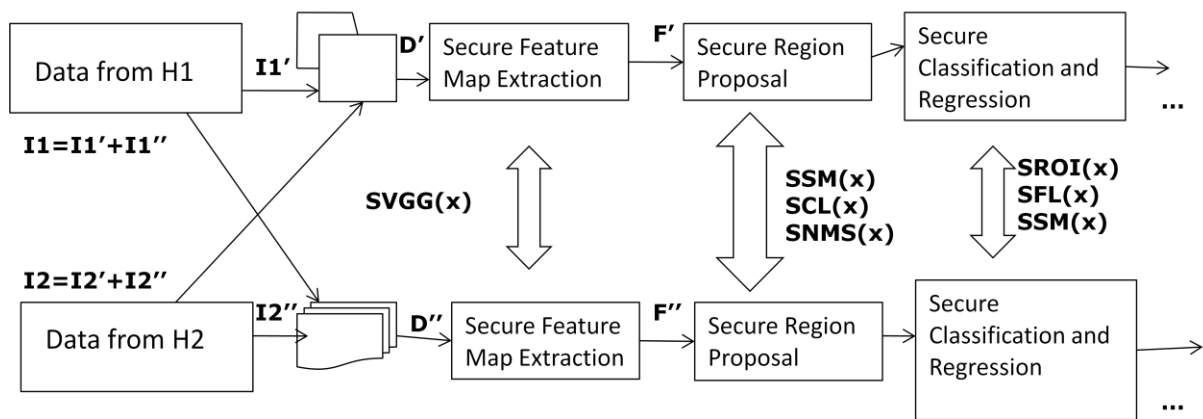 Data from H1
I1'
D'
Secure Feature
Map Extraction
F'
Secure Region
Proposal
Secure
Classification and
Regression
...
I1=I1'+I1''
SVGG(x)
SSM(x)
SCL(x)
SNMS(x)
SROI(x)
SFL(x)
SSM(x)
I2=I2'+I2''
Data from H2
I2''
D''
Secure Feature
Map Extraction
F''
Secure Region
Proposal
Secure
Classification and
Regression
...